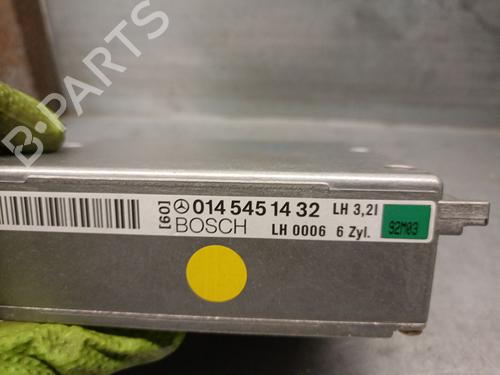 B-PARTS
[60] 014 545 14 32 LH 3,2l
BOSCH LH 0006 6 Zyl.
92M03